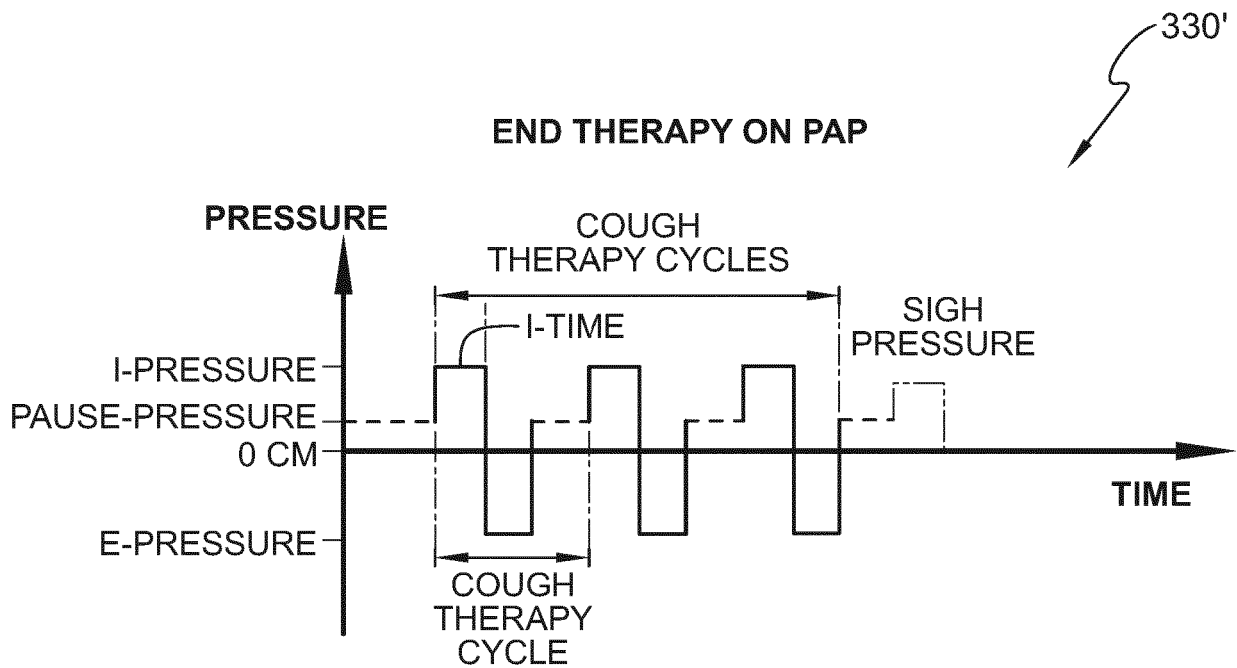 330'
END THERAPY ON PAP
PRESSURE
COUGH
THERAPY CYCLES
SIGH
PRESSURE
I-TIME
I-PRESSURE
PAUSE-PRESSURE
0 CM
TIME
E-PRESSURE
COUGH
THERAPY
CYCLE